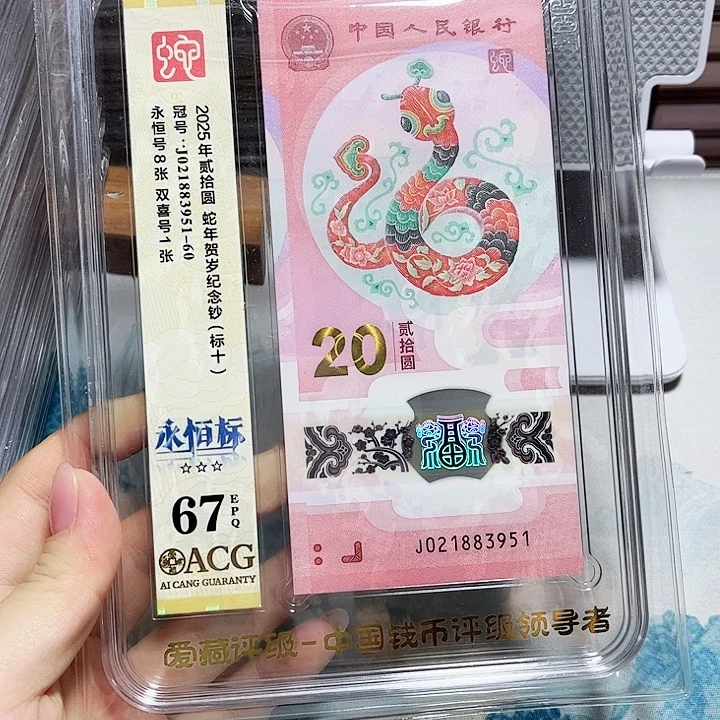 蛇
2025年贰拾圆 蛇年贺岁纪念钞（标十）
冠号：J021883951-60
永恒号8张 双喜号1张
永恒标
☆☆☆
67 EPQ
ACG
AI CANG GUARANTY
中国人民银行
20 贰拾圆
福
J021883951
爱藏评级-中国钱币评级领导者